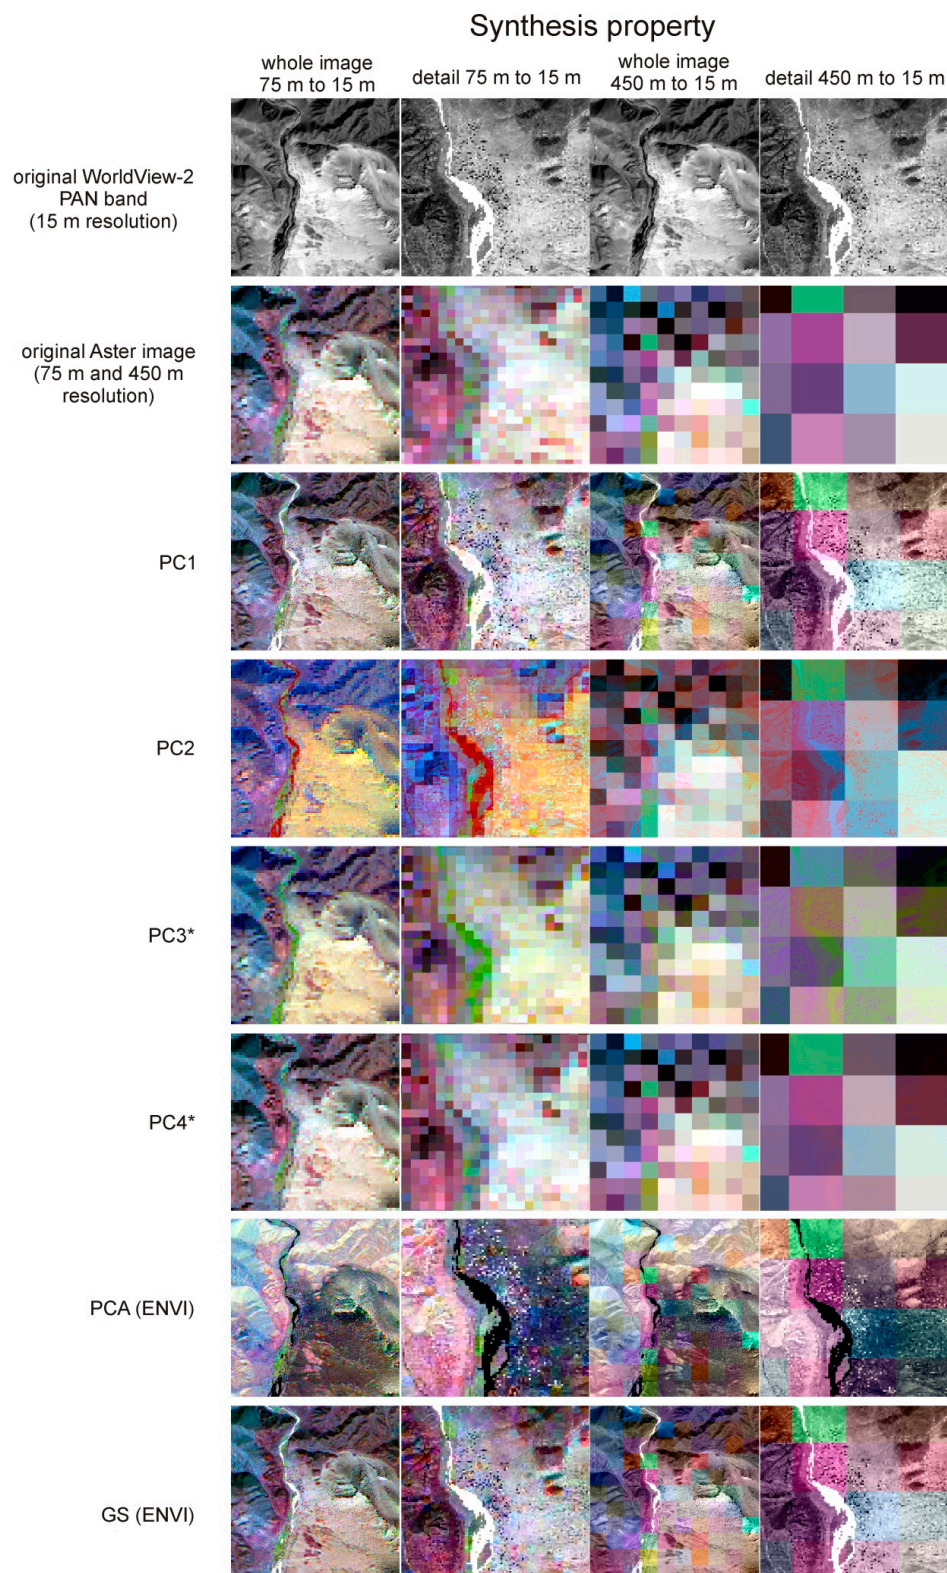 Synthesis property
whole image
75 m to 15 m
detail 75 m to 15 m
whole image
450 m to 15 m
detail 450 m to 15 m
original WorldView-2
PAN band
(15 m resolution)
original Aster image
(75 m and 450 m
resolution)
PC1
PC2
PC3*
PC4*
PCA (ENVI)
GS (ENVI)